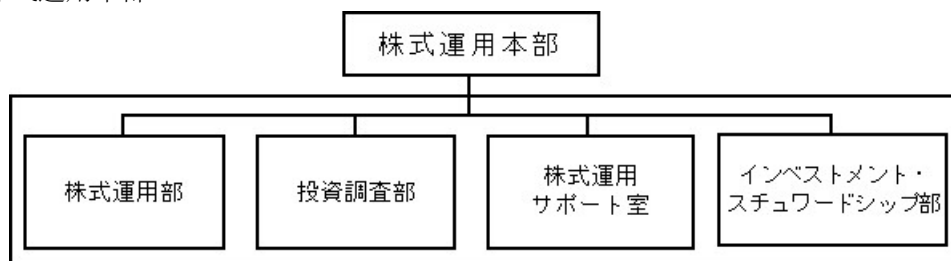 株式運用本部
株式運用部
投資調査部
株式運用
サポート室
インベストメント・
スチュワードシップ部